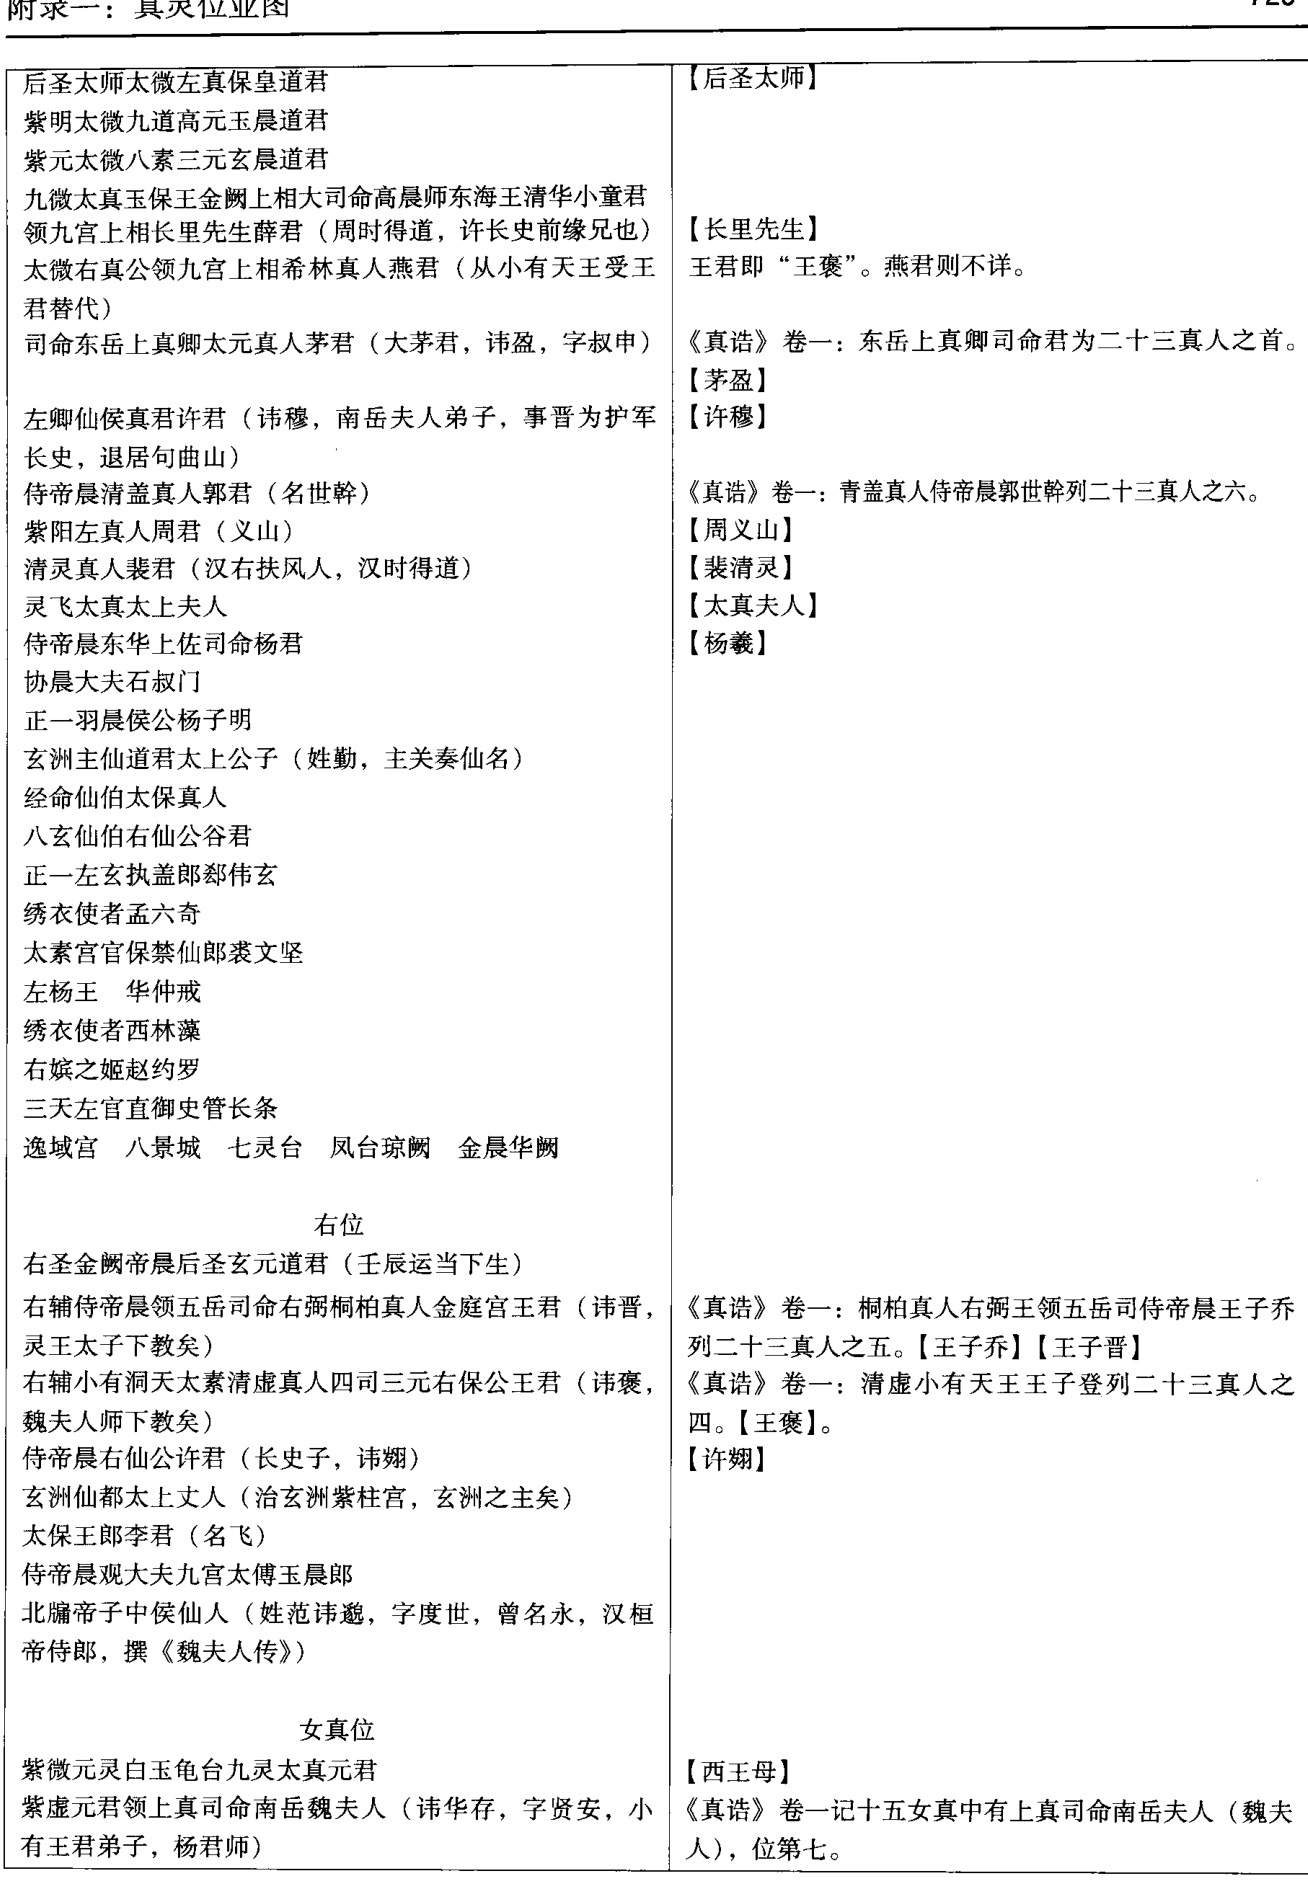 附录一：真灵位业图
后圣太师太微左真保皇道君
【后圣太师】
紫明太微九道高元玉晨道君
紫元太微八素三元玄晨道君
九微太真玉保王金阙上相大司命高晨师东海王清华小童君
领九宫上相长里先生薛君（周时得道，许长史前缘兄也）
【长里先生】
太微右真公领九宫上相希林真人燕君（从小有天王受王
王君即“王褒”。燕君则不详。
君替代）
司命东岳上真卿太元真人茅君（大茅君，讳盈，字叔申）
《真诰》卷一：东岳上真卿司命君为二十三真人之首。
【茅盈】
左卿仙侯真君许君（讳穆，南岳夫人弟子，事晋为护军
【许穆】
长史，退居句曲山）
侍帝晨清盖真人郭君（名世幹）
《真诰》卷一：青盖真人侍帝晨郭世幹列二十三真人之六。
紫阳左真人周君（义山）
【周义山】
清灵真人裴君（汉右扶风人，汉时得道）
【裴清灵】
灵飞太真太上夫人
【太真夫人】
侍帝晨东华上佐司命杨君
【杨羲】
协晨大夫石叔门
正一羽晨侯公杨子明
玄洲主仙道君太上公子（姓勤，主关奏仙名）
经命仙伯太保真人
八玄仙伯右仙公谷君
正一左玄执盖郎郄伟玄
绣衣使者孟六奇
太素宫官保禁仙郎裘文坚
左杨王　华仲戒
绣衣使者西林藻
右嫔之姬赵约罗
三天左官直御史管长条
逸域宫　八景城　七灵台　凤台琼阙　金晨华阙
右位
右圣金阙帝晨后圣玄元道君（壬辰运当下生）
右辅侍帝晨领五岳司命右弼桐柏真人金庭宫王君（讳晋，
《真诰》卷一：桐柏真人右弼王领五岳司侍帝晨王子乔
灵王太子下教矣）
列二十三真人之五。【王子乔】【王子晋】
右辅小有洞天太素清虚真人四司三元右保公王君（讳褒，
《真诰》卷一：清虚小有天王王子登列二十三真人之
魏夫人师下教矣）
四。【王褒】。
侍帝晨右仙公许君（长史子，讳翙）
【许翙】
玄洲仙都太上丈人（治玄洲紫柱宫，玄洲之主矣）
太保王郎李君（名飞）
侍帝晨观大夫九宫太傅玉晨郎
北牖帝子中侯仙人（姓范讳邈，字度世，曾名永，汉桓
帝侍郎，撰《魏夫人传》）
女真位
紫微元灵白玉龟台九灵太真元君
【西王母】
紫虚元君领上真司命南岳魏夫人（讳华存，字贤安，小
《真诰》卷一记十五女真中有上真司命南岳夫人（魏夫
有王君弟子，杨君师）
人），位第七。